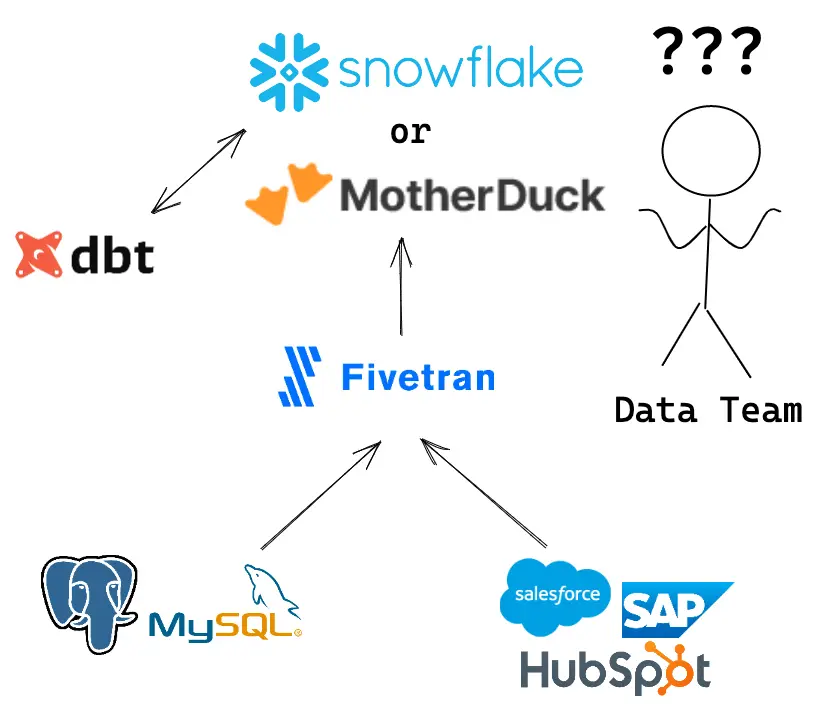 ???
snowflake
or
MotherDuck
dbt
Fivetran
Data Team
MySQL®
salesforce
SAP
HubSpot